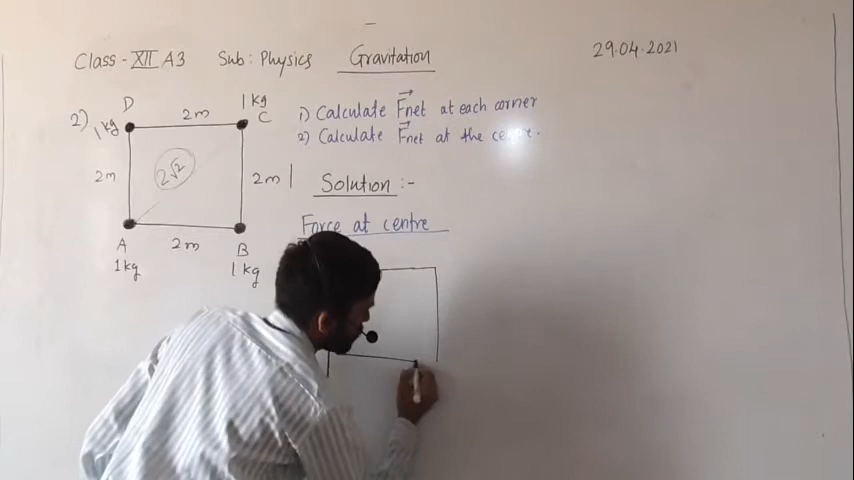 Class - XII A3 Sub: Physics Gravitation
29.04.2021
2) D 2m 1 kg C
1 kg
2m 2√2 2m
A 2m B
1 kg 1 kg
1) Calculate Fnet at each corner
2) Calculate Fnet at the centre.
Solution :-
Force at centre